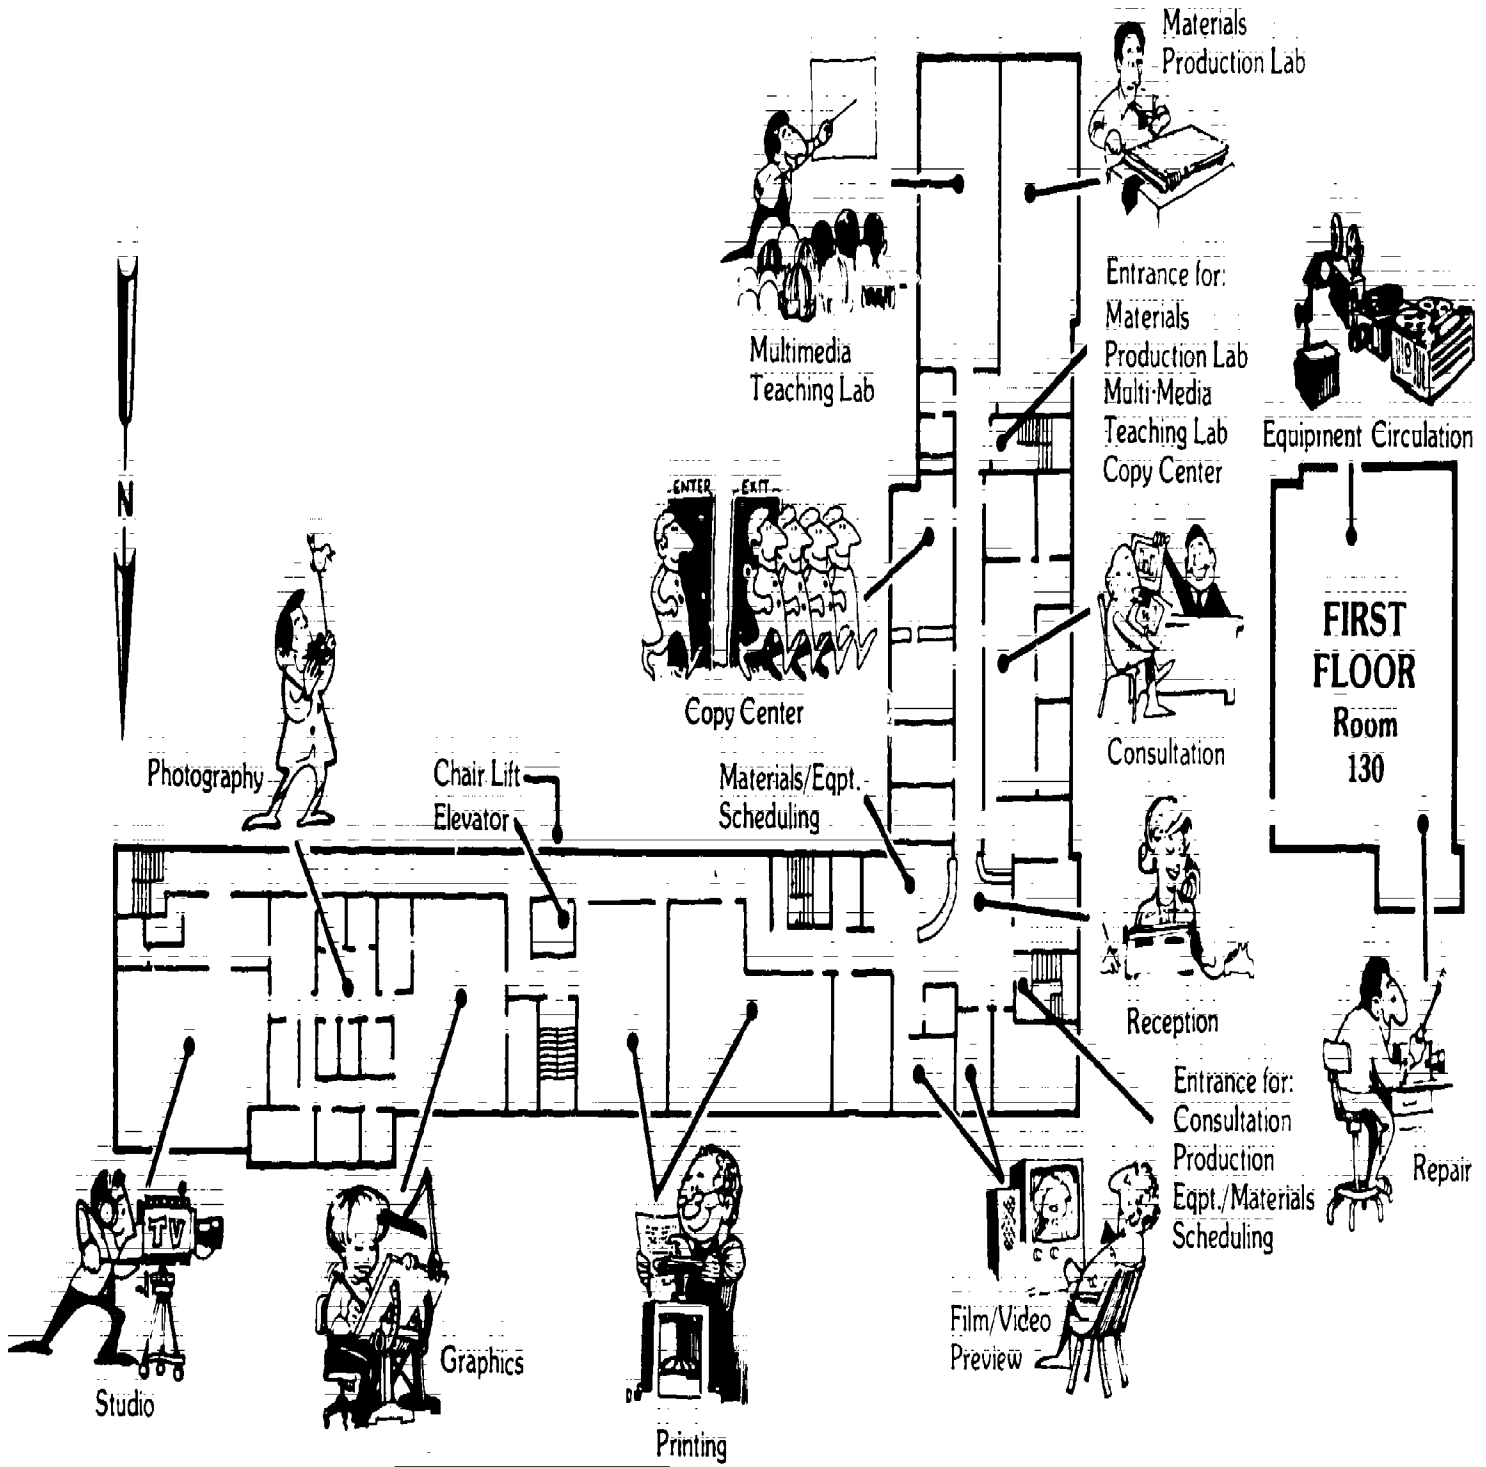 Materials
Production Lab
Multimedia
Teaching Lab
Entrance for:
Materials
Production Lab
Multi-Media
Teaching Lab
Copy Center
Equipment Circulation
N
ENTER
EXIT
Copy Center
Consultation
FIRST
FLOOR
Room
130
Photography
Chair Lift
Elevator
Materials/Eqpt.
Scheduling
Reception
Entrance for:
Consultation
Production
Eqpt./Materials
Scheduling
Repair
TV
Studio
Graphics
Printing
Film/Video
Preview